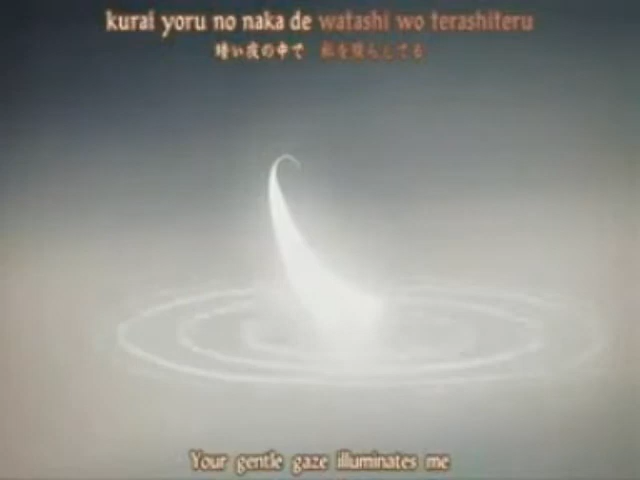 kurai yoru no naka de watashi wo terashiteru
暗い夜の中で 私を照らしてる
Your gentle gaze illuminates me